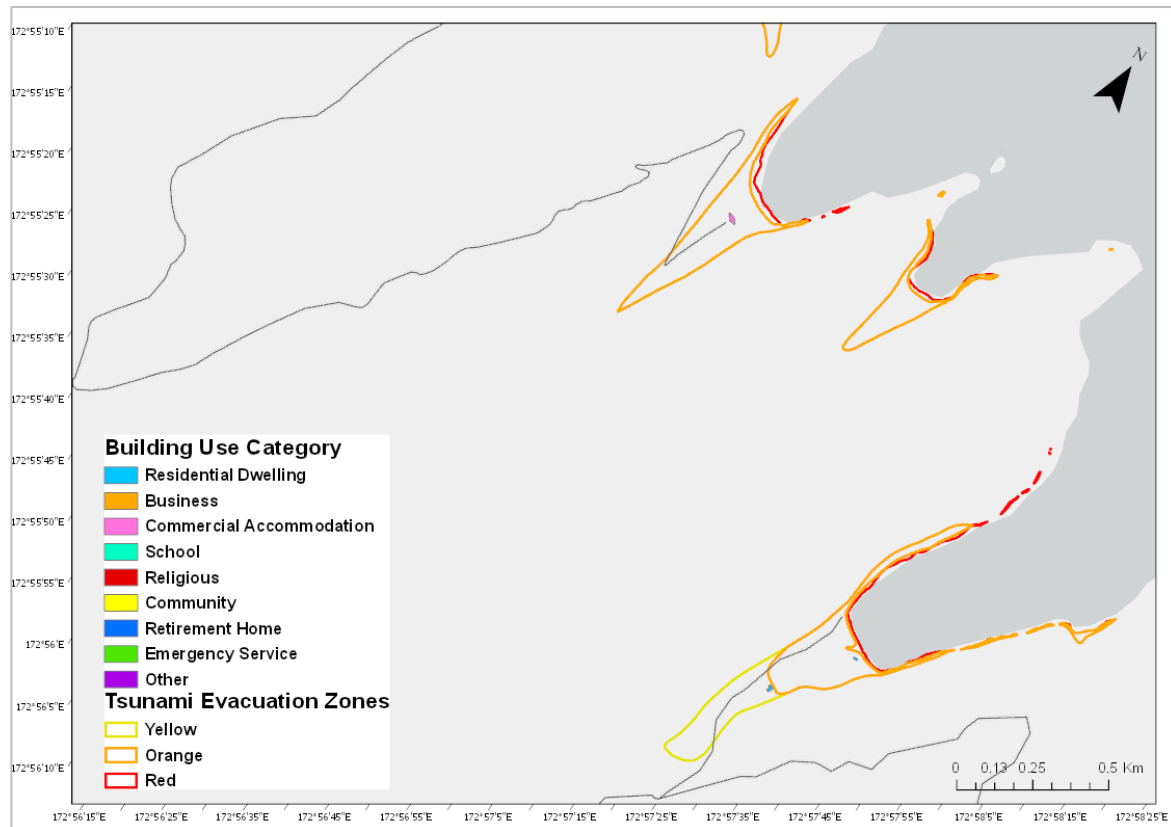 172°55'10"E
N
172°55'15"E
172°55'20"E
172°55'25"E
172°55'30"E
172°55'35"E
172°55'40"E
172°55'45"E
172°55'50"E
172°55'55"E
172°56'E
172°56'5"E
172°56'10"E
Building Use Category
Residential Dwelling
Business
Commercial Accommodation
School
Religious
Community
Retirement Home
Emergency Service
Other
Tsunami Evacuation Zones
Yellow
Orange
Red
0 0.13 0.25 0.5 Km
172°56'15"E 172°56'25"E 172°56'35"E 172°56'45"E 172°56'55"E 172°57'5"E 172°57'15"E 172°57'25"E 172°57'35"E 172°57'45"E 172°57'55"E 172°58'5"E 172°58'15"E 172°58'25"E